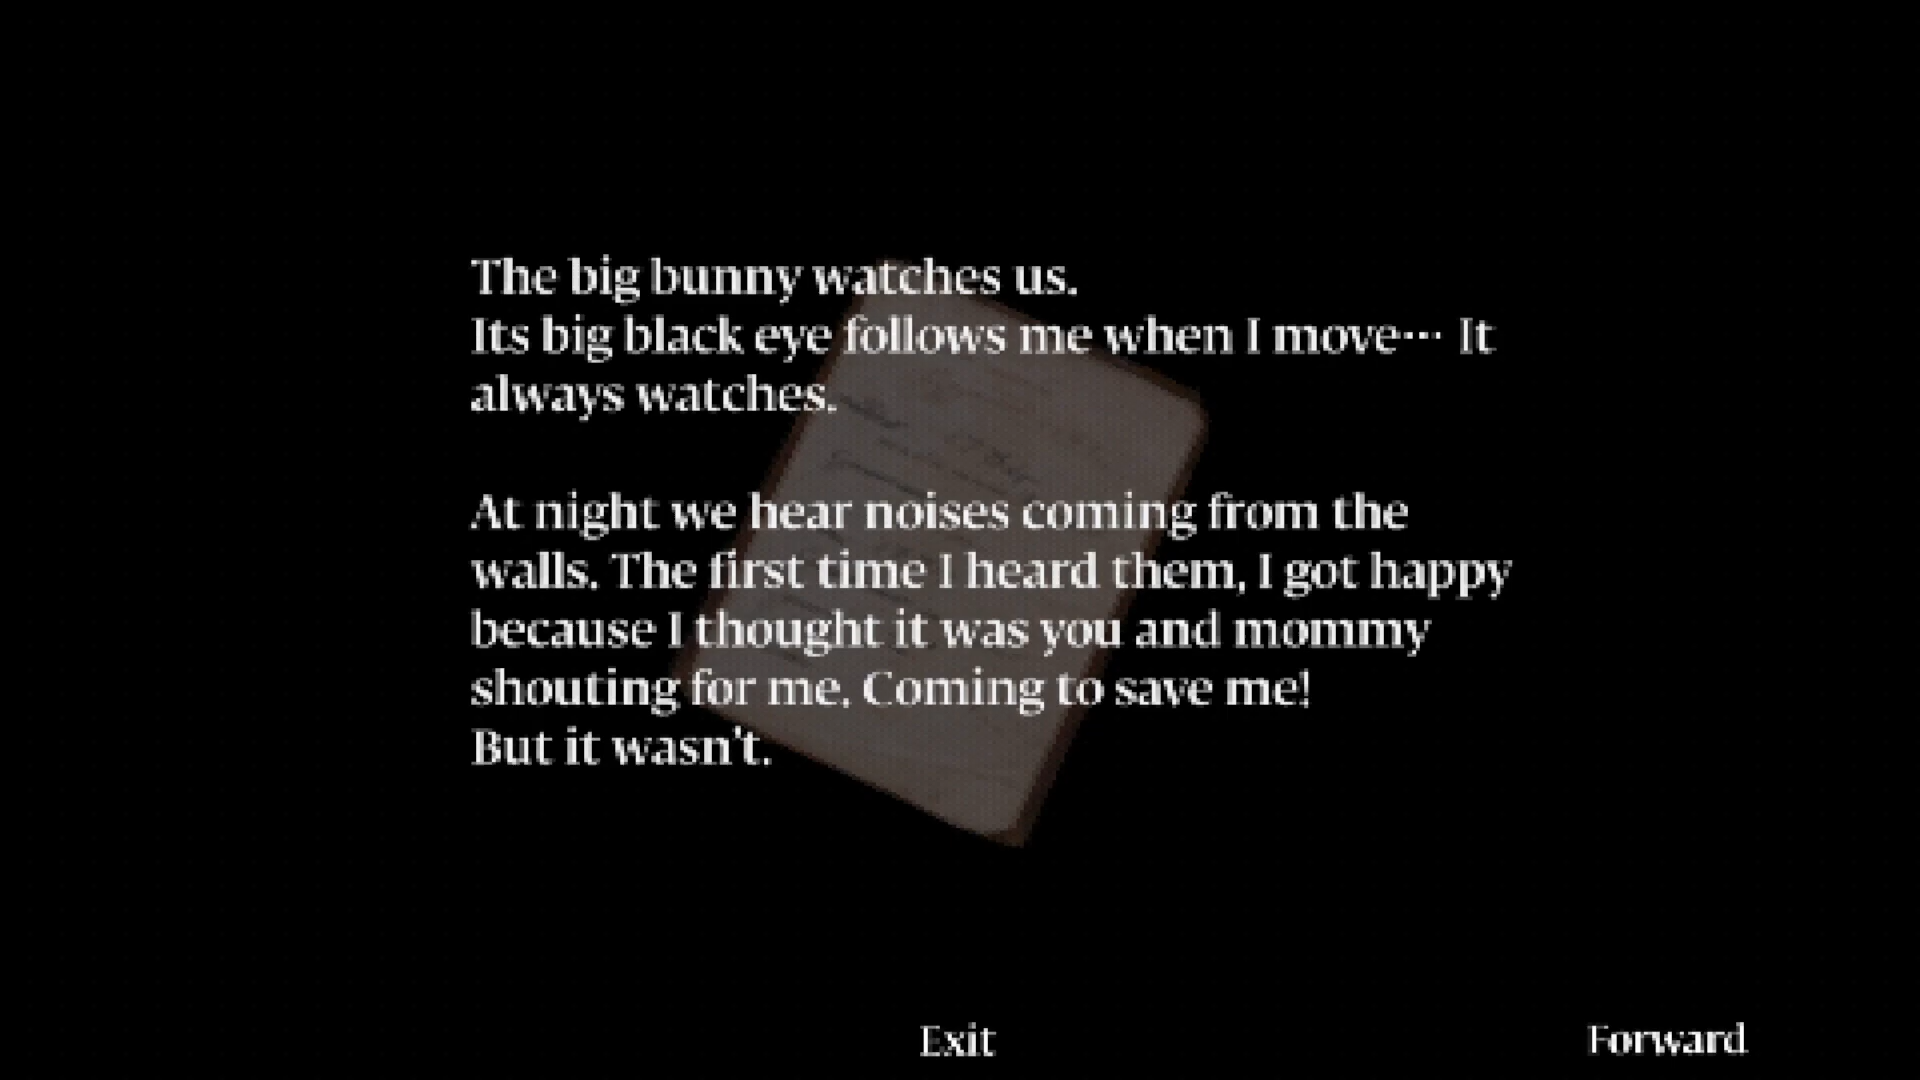 The big bunny watches us.
Its big black eye follows me when I move··· It
always watches.
At night we hear noises coming from the
walls. The first time I heard them, I got happy
because I thought it was you and mommy
shouting for me. Coming to save me!
But it wasn't.
Exit
Forward